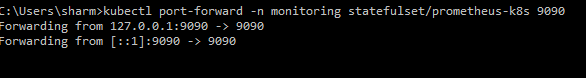 C:\Users\sharm>kubectl port-forward -n monitoring statefulset/prometheus-k8s 9090
Forwarding from 127.0.0.1:9090 -> 9090
Forwarding from [::1]:9090 -> 9090